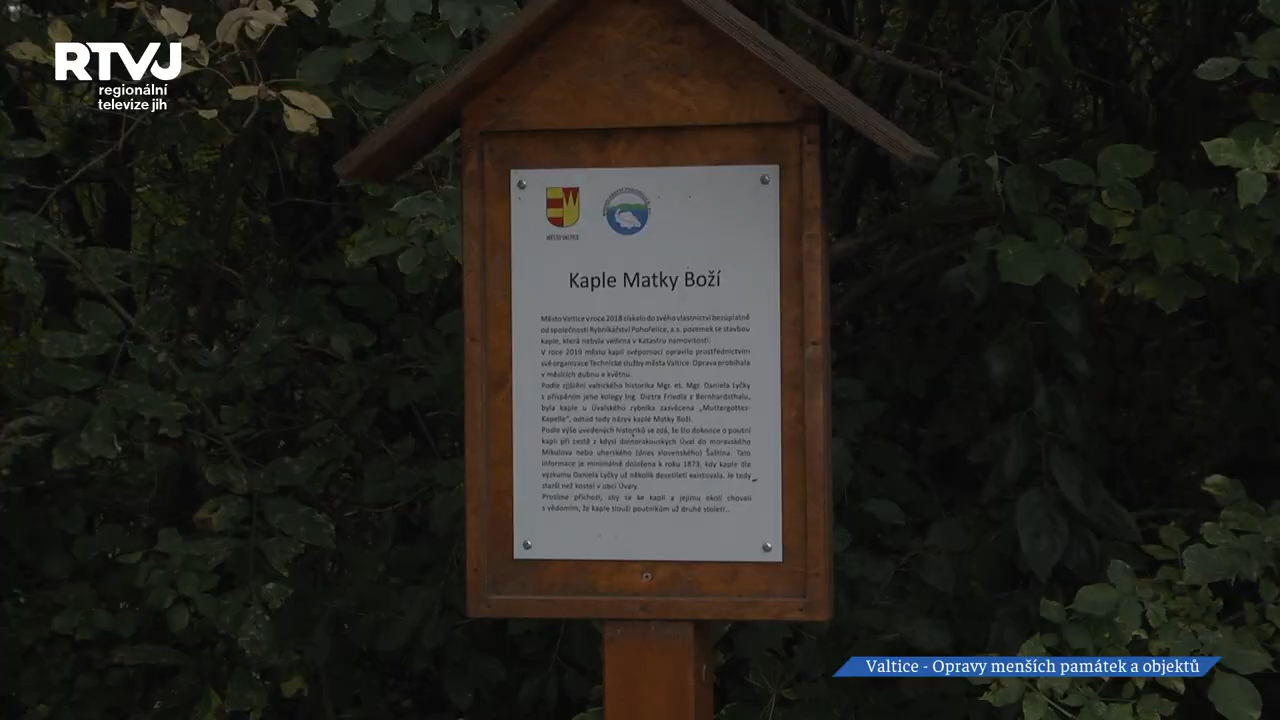 RTVJ
regionální
televize jih
MĚSTO VALTICE
Kaple Matky Boží
Město Valtice v roce 2018 získalo do svého vlastnictví bezúplatně
od společnosti Rybníkářství Pohořelice, a.s. pozemek se stavbou
kaple, která nebyla vedena v Katastru nemovitostí.
V roce 2019 město kapli svépomocí opravilo prostřednictvím
své organizace Technické služby města Valtice. Oprava probíhala
v měsících dubnu a květnu.
Podle zjištění valtického historika Mgr. et. Mgr. Daniela Lyčky
s přispěním jeho kolegy Ing. Dietra Friedla z Bernhardsthalu,
byla kaple u Úvalského rybníka zasvěcena „Muttergottes-
Kapelle“, odtud tedy název kaple Matky Boží.
Podle výše uvedených historiků se zdá, že šlo dokonce o poutní
kapli při cestě z kdysi dolnorakouských Úval do moravského
Mikulova nebo uherského (dnes slovenského) Šaštína. Tato
informace je minimálně doložena k roku 1873, kdy kaple dle
výzkumu Daniela Lyčky už několik desetiletí existovala. Je tedy
starší než kostel v obci Úvaly.
Prosíme příchozí, aby se ke kapli a jejímu okolí chovali
s vědomím, že kaple slouží poutníkům už druhé století..
Valtice - Opravy menších památek a objektů